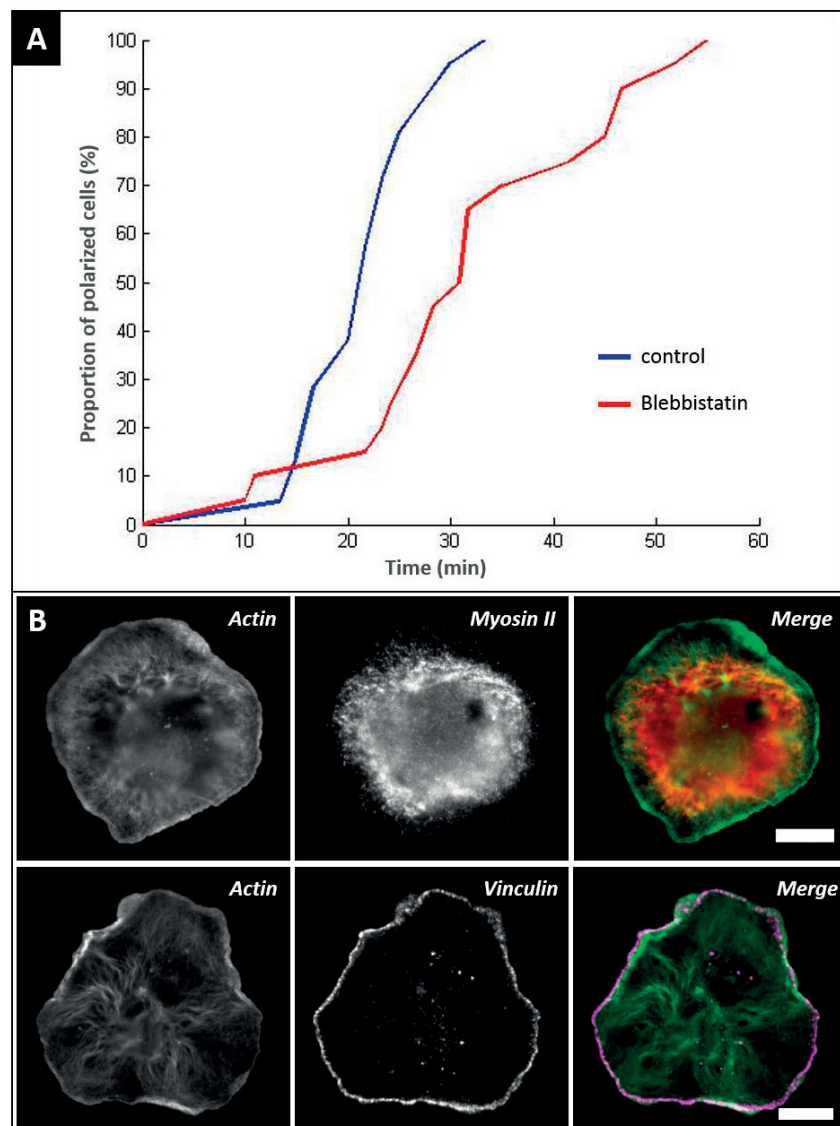 A
100
90
80
70
60
50
40
30
20
10
0
Proportion of polarized cells (%)
control
Blebbistatin
0 10 20 30 40 50 60
Time (min)
B
Actin Myosin II Merge
Actin Vinculin Merge